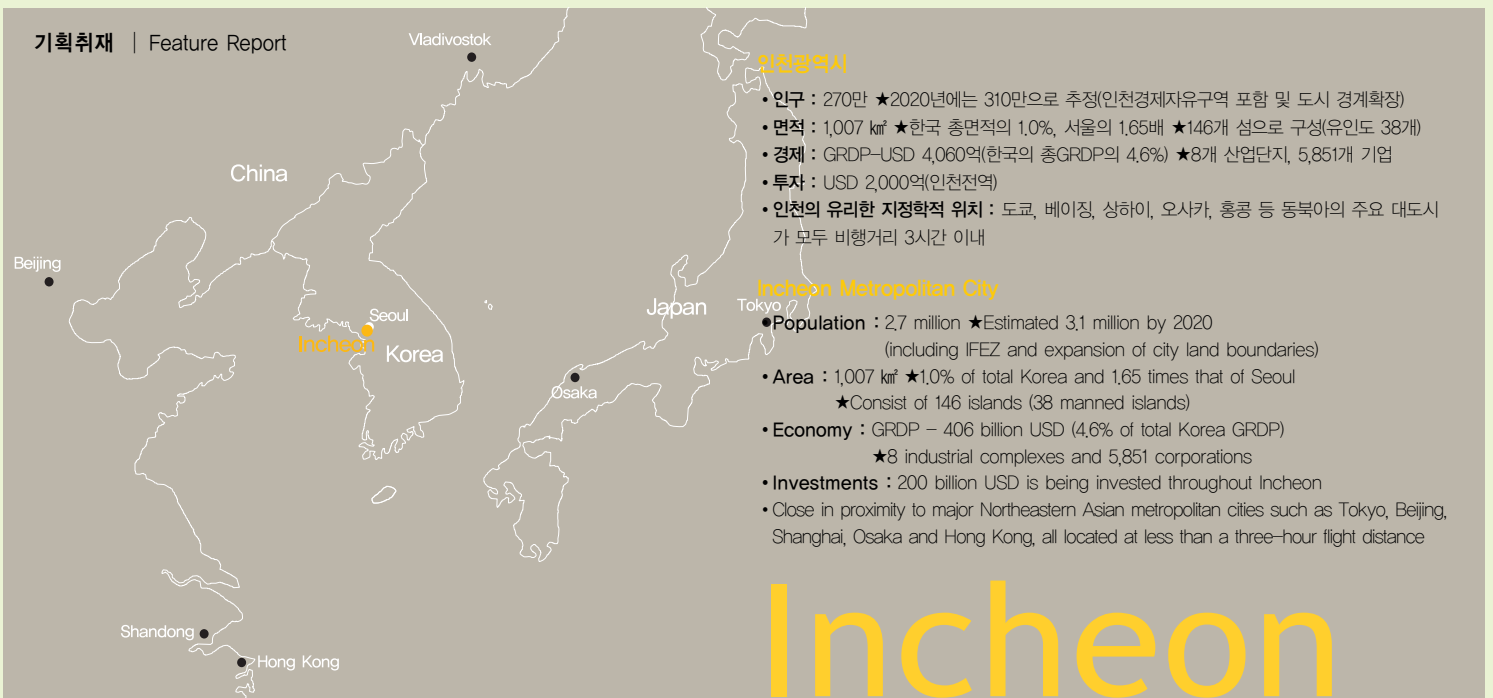 기획취재 | Feature Report
Vladivostok
China
Beijing
Seoul
Incheon
Korea
Japan
Tokyo
Osaka
Shandong
Hong Kong
인천광역시
• 인구 : 270만 ★2020년에는 310만으로 추정(인천경제자유구역 포함 및 도시 경계확장)
• 면적 : 1,007 ㎢ ★한국 총면적의 1.0%, 서울의 1.65배 ★146개 섬으로 구성(유인도 38개)
• 경제 : GRDP-USD 4,060억(한국의 총GRDP의 4.6%) ★8개 산업단지, 5,851개 기업
• 투자 : USD 2,000억(인천전역)
• 인천의 유리한 지정학적 위치 : 도쿄, 베이징, 상하이, 오사카, 홍콩 등 동북아의 주요 대도시
가 모두 비행거리 3시간 이내
Incheon Metropolitan City
• Population : 2.7 million ★Estimated 3.1 million by 2020
(including IFEZ and expansion of city land boundaries)
• Area : 1,007 ㎢ ★1.0% of total Korea and 1.65 times that of Seoul
★Consist of 146 islands (38 manned islands)
• Economy : GRDP - 406 billion USD (4.6% of total Korea GRDP)
★8 industrial complexes and 5,851 corporations
• Investments : 200 billion USD is being invested throughout Incheon
• Close in proximity to major Northeastern Asian metropolitan cities such as Tokyo, Beijing,
Shanghai, Osaka and Hong Kong, all located at less than a three-hour flight distance
Incheon